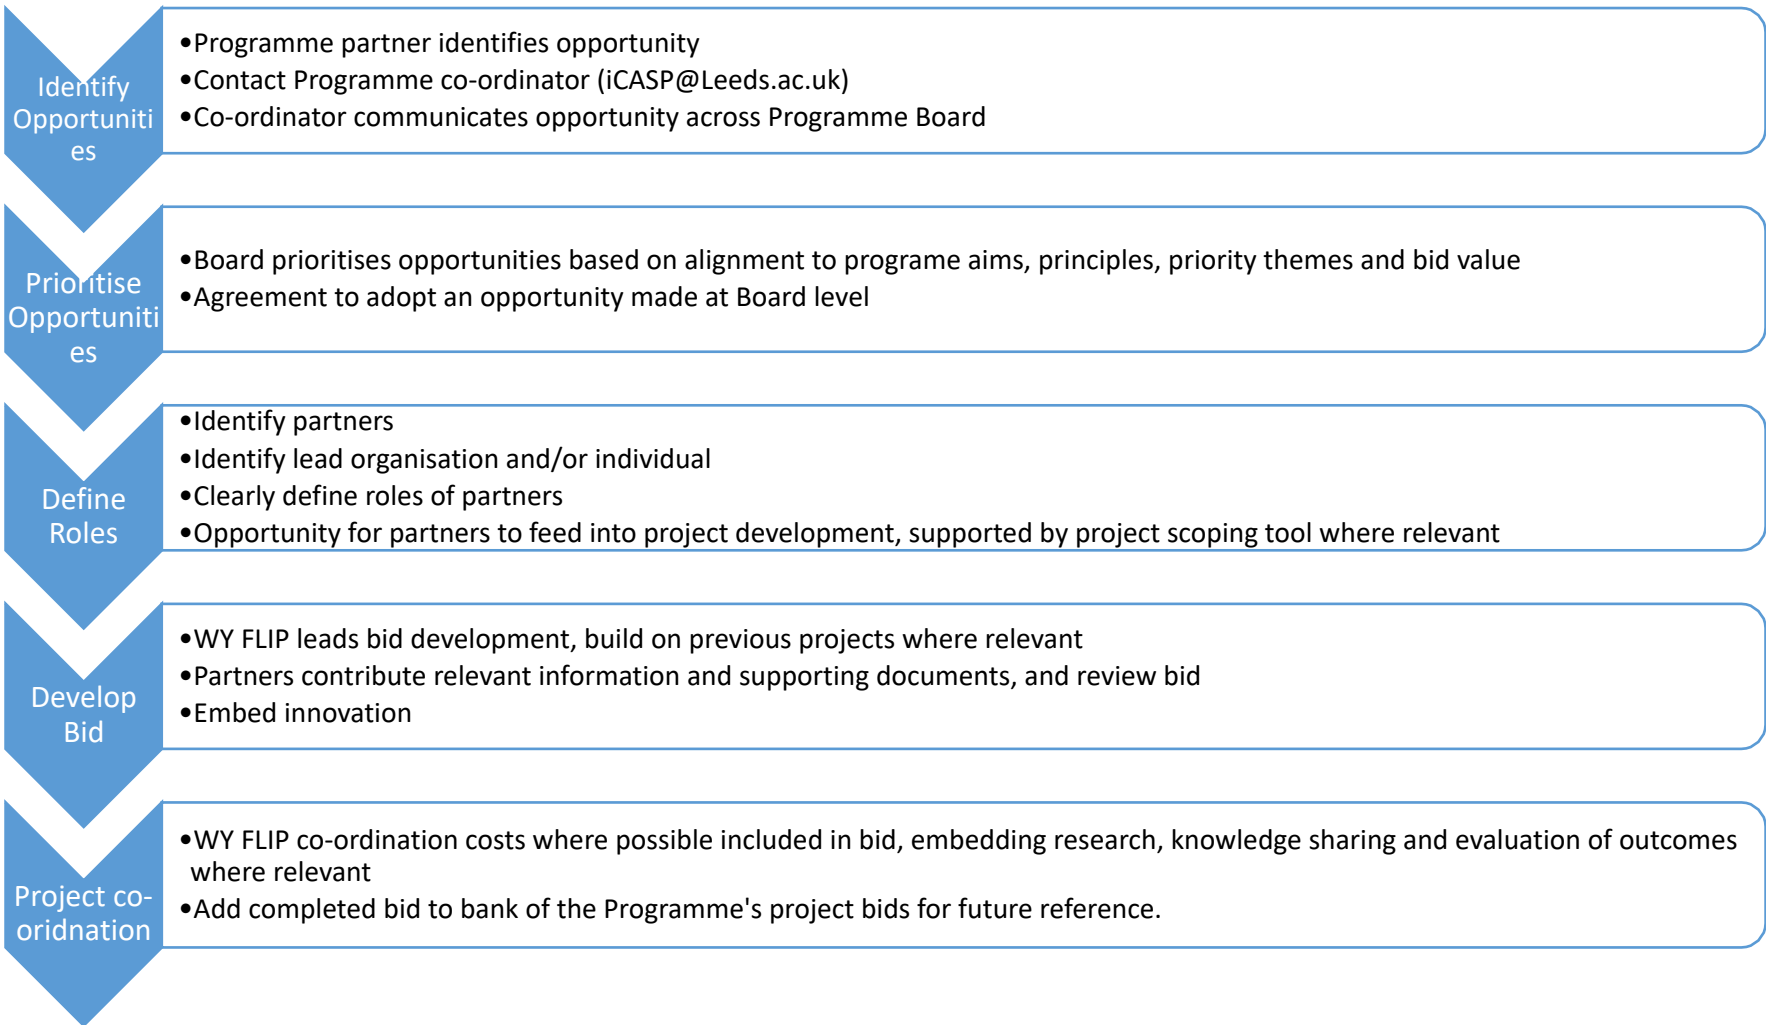 Identify
Opportuniti
es
•Programme partner identifies opportunity
•Contact Programme co-ordinator (iCASP@Leeds.ac.uk)
•Co-ordinator communicates opportunity across Programme Board
Prioritise
Opportuniti
es
•Board prioritises opportunities based on alignment to programe aims, principles, priority themes and bid value
•Agreement to adopt an opportunity made at Board level
Define
Roles
•Identify partners
•Identify lead organisation and/or individual
•Clearly define roles of partners
•Opportunity for partners to feed into project development, supported by project scoping tool where relevant
Develop
Bid
•WY FLIP leads bid development, build on previous projects where relevant
•Partners contribute relevant information and supporting documents, and review bid
•Embed innovation
Project co-
oridnation
•WY FLIP co-ordination costs where possible included in bid, embedding research, knowledge sharing and evaluation of outcomes
where relevant
•Add completed bid to bank of the Programme's project bids for future reference.